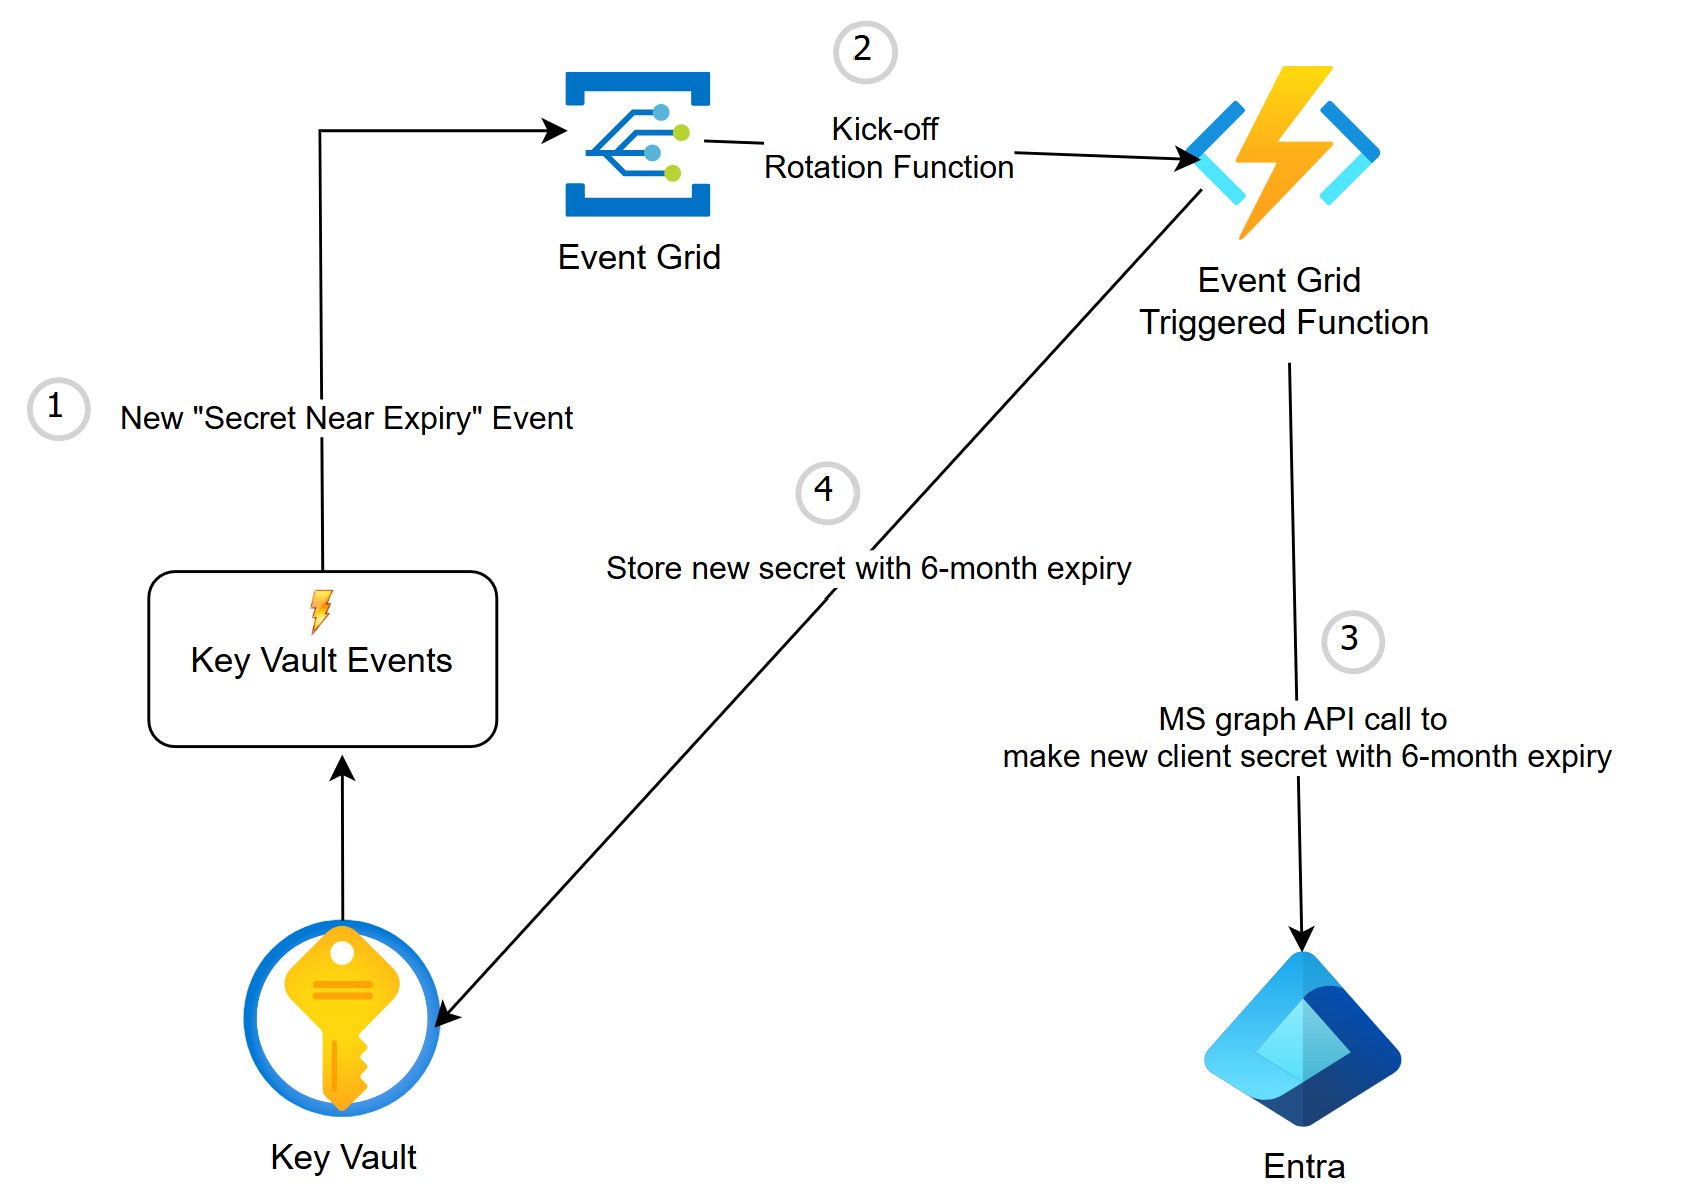 2
Kick-off
Rotation Function
Event Grid
Event Grid
Triggered Function
1
New "Secret Near Expiry" Event
4
Store new secret with 6-month expiry
3
Key Vault Events
MS graph API call to
make new client secret with 6-month expiry
Key Vault
Entra